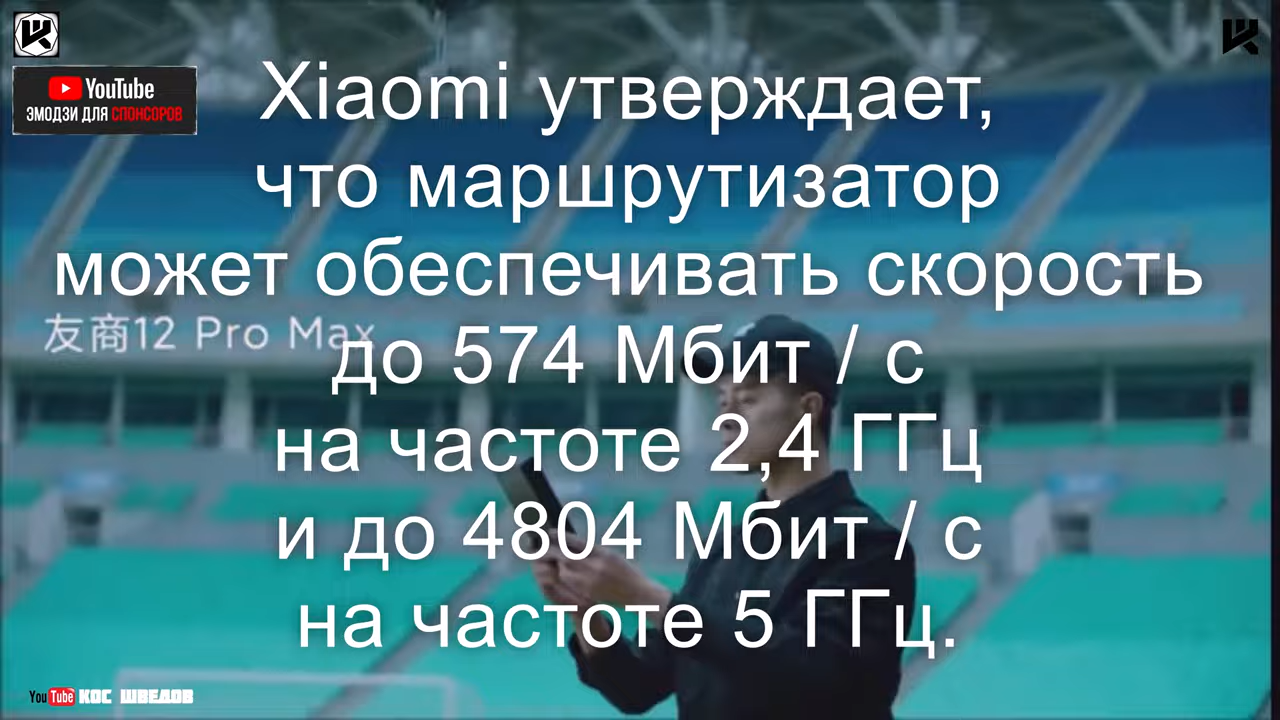 YouTube
ЭМОДЗИ ДЛЯ СПОНСОРОВ
Xiaomi утверждает,
что маршрутизатор
может обеспечивать скорость
友商12 Pro Max
до 574 Мбит / с
на частоте 2,4 ГГц
и до 4804 Мбит / с
на частоте 5 ГГц.
YouTube КОС ШВЕДОВ